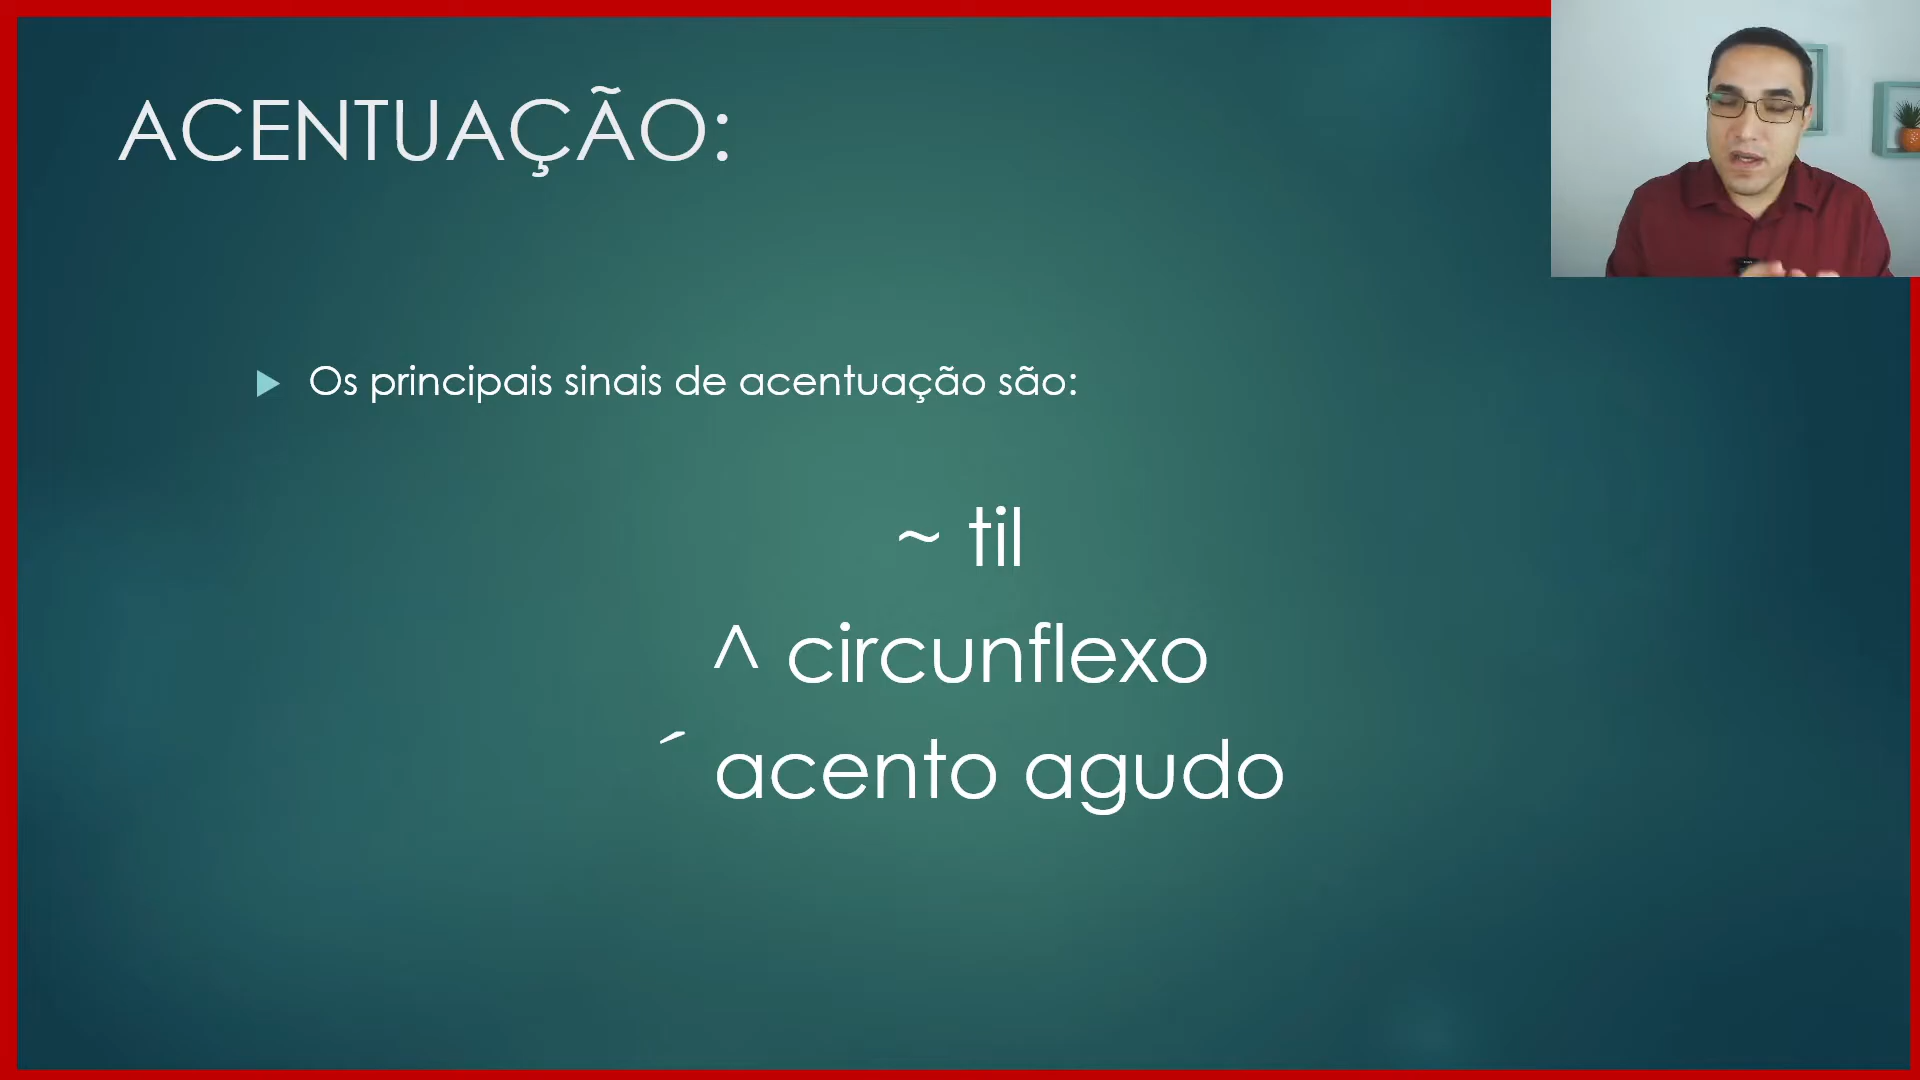 ACENTUAÇÃO:
Os principais sinais de acentuação são:
~ til
^ circunflexo
´ acento agudo